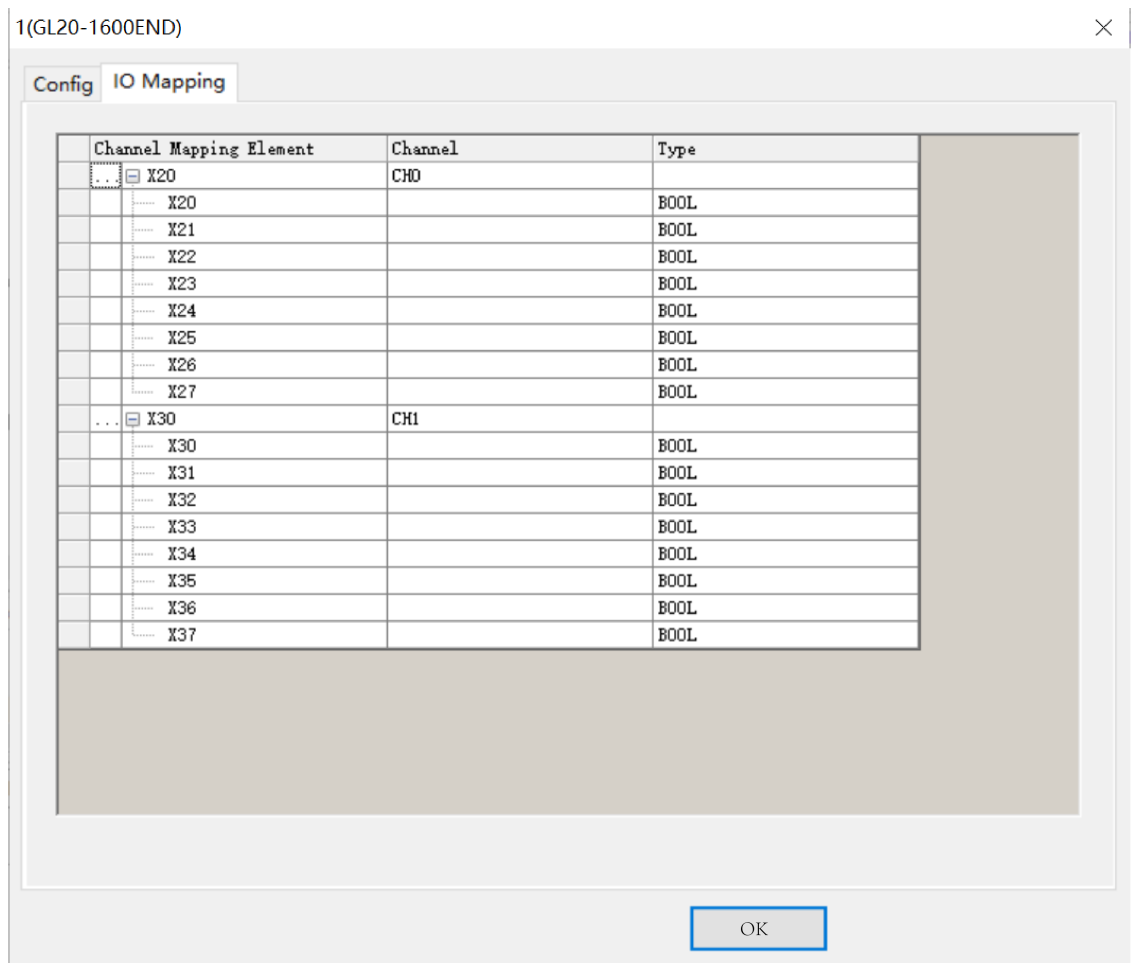 1(GL20-1600END)
Config IO Mapping
Channel Mapping Element Channel Type
... X20 CH0
X20 BOOL
X21 BOOL
X22 BOOL
X23 BOOL
X24 BOOL
X25 BOOL
X26 BOOL
X27 BOOL
... X30 CH1
X30 BOOL
X31 BOOL
X32 BOOL
X33 BOOL
X34 BOOL
X35 BOOL
X36 BOOL
X37 BOOL
OK